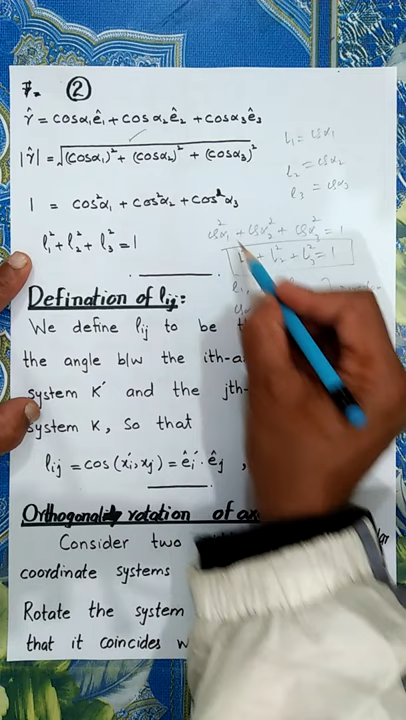 7. ②
r̂ = cosα₁ê₁ + cosα₂ê₂ + cosα₃ê₃
|r̂| = √(cosα₁)² + (cosα₂)² + (cosα₃)²
1 = cos²α₁ + cos²α₂ + cos²α₃
l₁² + l₂² + l₃² = 1
l₁ = cosα₁
l₂ = cosα₂
l₃ = cosα₃
cos²α₁ + cos²α₂ + cos²α₃ = 1
+ l₂² + l₃² = 1
Definition of lij:
We define lij to be
the angle b/w the ith-a
system K' and the jth-
system K, So that
lij = cos(xi', xj) = êi' · êj ,
Orthogonal rotation of ax
Consider two
coordinate systems
Rotate the system
that it coincides w